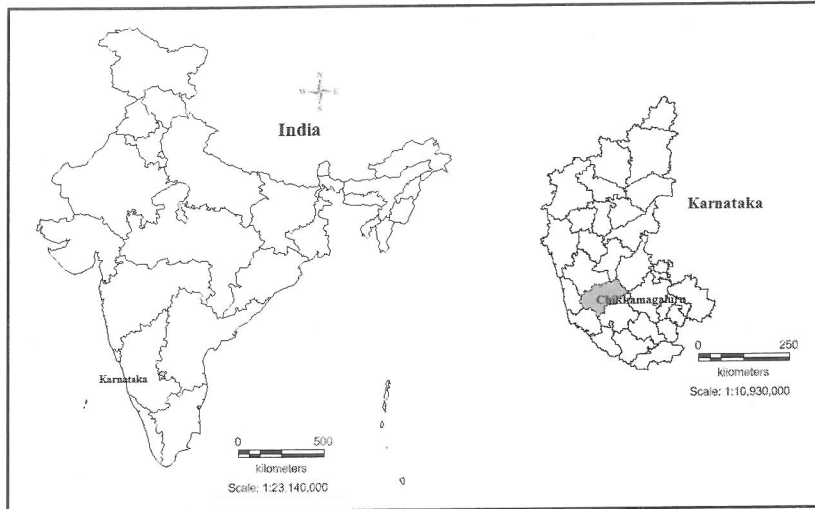 N
W E
S
India
Karnataka
0 500
kilometers
Scale: 1:23,140,000
Karnataka
Chikkamagaluru
0 250
kilometers
Scale: 1:10,930,000